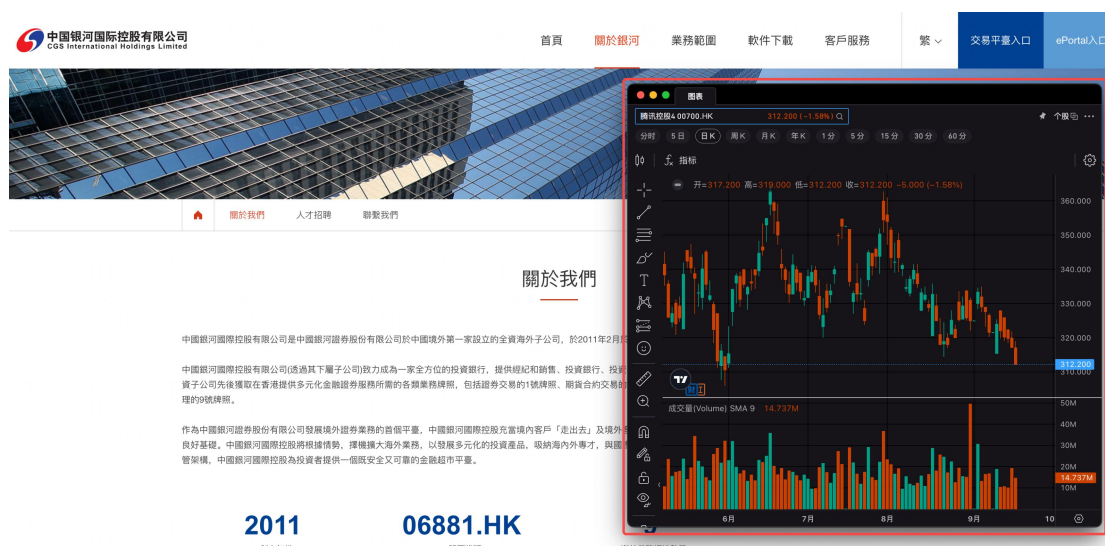 中国银河国际控股有限公司
CGS International Holdings Limited
首頁 關於銀河 業務範圍 軟件下載 客戶服務 繁 交易平臺入口 ePortal入口
關於我們 人才招聘 聯繫我們
關於我們
中國銀河國際控股有限公司是中國銀河證券股份有限公司於中國境外第一家設立的全資海外子公司，於2011年2月
中國銀河國際控股有限公司(透過其下屬子公司)致力成為一家全方位的投資銀行，提供經紀和銷售、投資銀行、投資
資子公司先後獲取在香港提供多元化金融證券服務所需的各類業務牌照，包括證券交易的1號牌照、期貨合約交易的
理的9號牌照。
作為中國銀河證券股份有限公司發展境外證券業務的首個平臺，中國銀河國際控股充當境內客戶「走出去」及境外
良好基礎。中國銀河國際控股將根據情勢，擇機擴大海外業務，以發展多元化的投資產品，吸納海內外專才，與國
管架構，中國銀河國際控股為投資者提供一個既安全又可靠的金融超市平臺。
2011 06881.HK
图表
腾讯控股4 00700.HK 312.200 (-1.58%) 个股
分时 5日 日K 周K 月K 年K 1分 5分 15分 30分 60分
指标
开=317.200 高=319.000 低=312.200 收=312.200 -5.000 (-1.58%)
360.000
350.000
340.000
330.000
320.000
312.200
310.000
财
成交量(Volume) SMA 9 14.737M
50M
40M
30M
20M
14.737M
10M
6月 7月 8月 9月 10